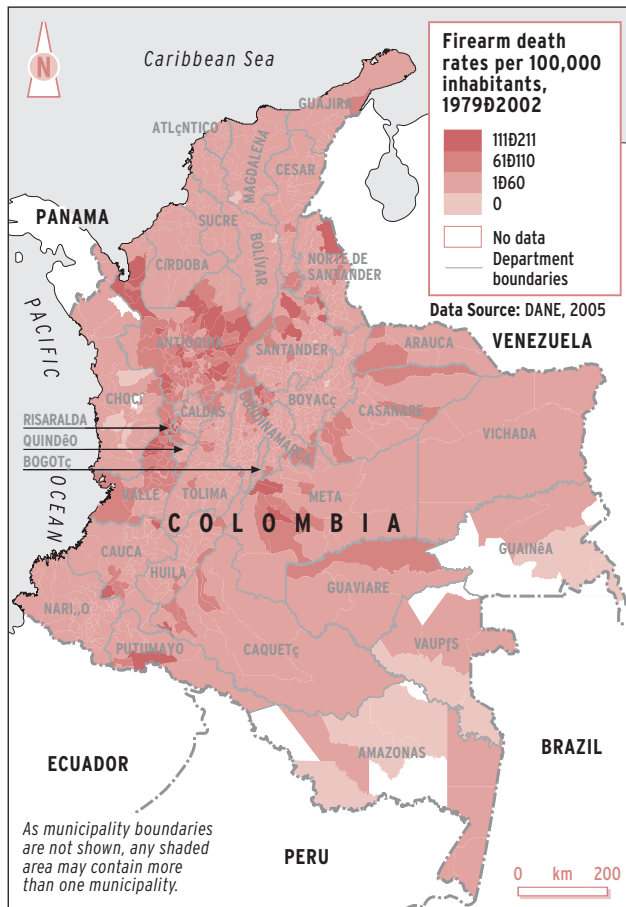 N
Caribbean Sea
Firearm death
rates per 100,000
inhabitants,
1979Ð2002
111Ð211
61Ð110
1Ð60
0
No data
Department
boundaries
Data Source: DANE, 2005
GUAJIRA
ATLçNTICO
MAGDALENA
CESAR
PANAMA
SUCRE
BOLÍVAR
NORTE DE
SANTANDER
CíRDOBA
VENEZUELA
PACIFIC
OCEAN
ANTIOQUIA
SANTANDER
ARAUCA
CHOCî
CALDAS
BOYACç
CUNDINAMARCA
CASANARE
RISARALDA
QUINDêO
BOGOTç
VICHADA
VALLE
TOLIMA
META
COLOMBIA
CAUCA
HUILA
GUAINêA
GUAVIARE
NARI„O
CAQUETç
VAUPƒS
PUTUMAYO
AMAZONAS
ECUADOR
BRAZIL
PERU
As municipality boundaries
are not shown, any shaded
area may contain more
than one municipality.
0 km 200